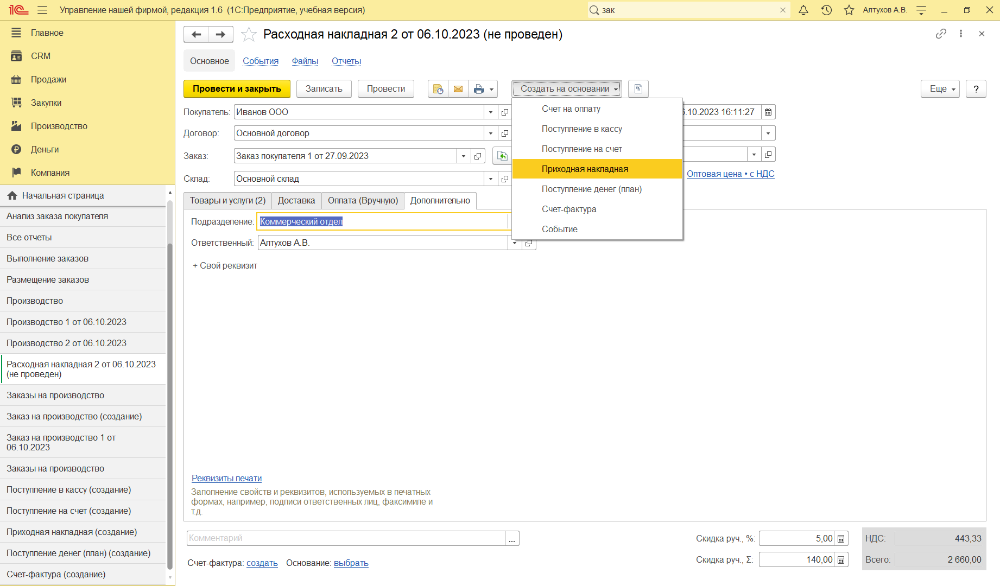 1С Управление нашей фирмой, редакция 1.6 (1С:Предприятие, учебная версия) зак Алтухов А.В.
Главное
CRM
Продажи
Закупки
Производство
Деньги
Компания
Начальная страница
Анализ заказа покупателя
Все отчеты
Выполнение заказов
Размещение заказов
Производство
Производство 1 от 06.10.2023
Производство 2 от 06.10.2023
Расходная накладная 2 от 06.10.2023
(не проведен)
Заказы на производство
Заказ на производство (создание)
Заказ на производство 1 от
06.10.2023
Заказы на производство
Поступление в кассу (создание)
Поступление на счет (создание)
Приходная накладная (создание)
Поступление денег (план) (создание)
Счет-фактура (создание)
Расходная накладная 2 от 06.10.2023 (не проведен)
Основное События Файлы Отчеты
Провести и закрыть Записать Провести Создать на основании Еще ?
Счет на оплату
Поступление в кассу
Поступление на счет
Приходная накладная
Поступление денег (план)
Счет-фактура
Событие
Покупатель: Иванов ООО .10.2023 16:11:27
Договор: Основной договор
Заказ: Заказ покупателя 1 от 27.09.2023
Склад: Основной склад Оптовая цена • с НДС
Товары и услуги (2) Доставка Оплата (Вручную) Дополнительно
Подразделение: Коммерческий отдел
Ответственный: Алтухов А.В.
+ Свой реквизит
Реквизиты печати
Заполнение свойств и реквизитов, используемых в печатных
формах, например, подписи ответственных лиц, факсимиле и
т.д.
Комментарий ... Скидка руч., %: 5,00 НДС: 443,33
Счет-фактура: создать Основание: выбрать Скидка руч., Σ: 140,00 Всего: 2 660,00